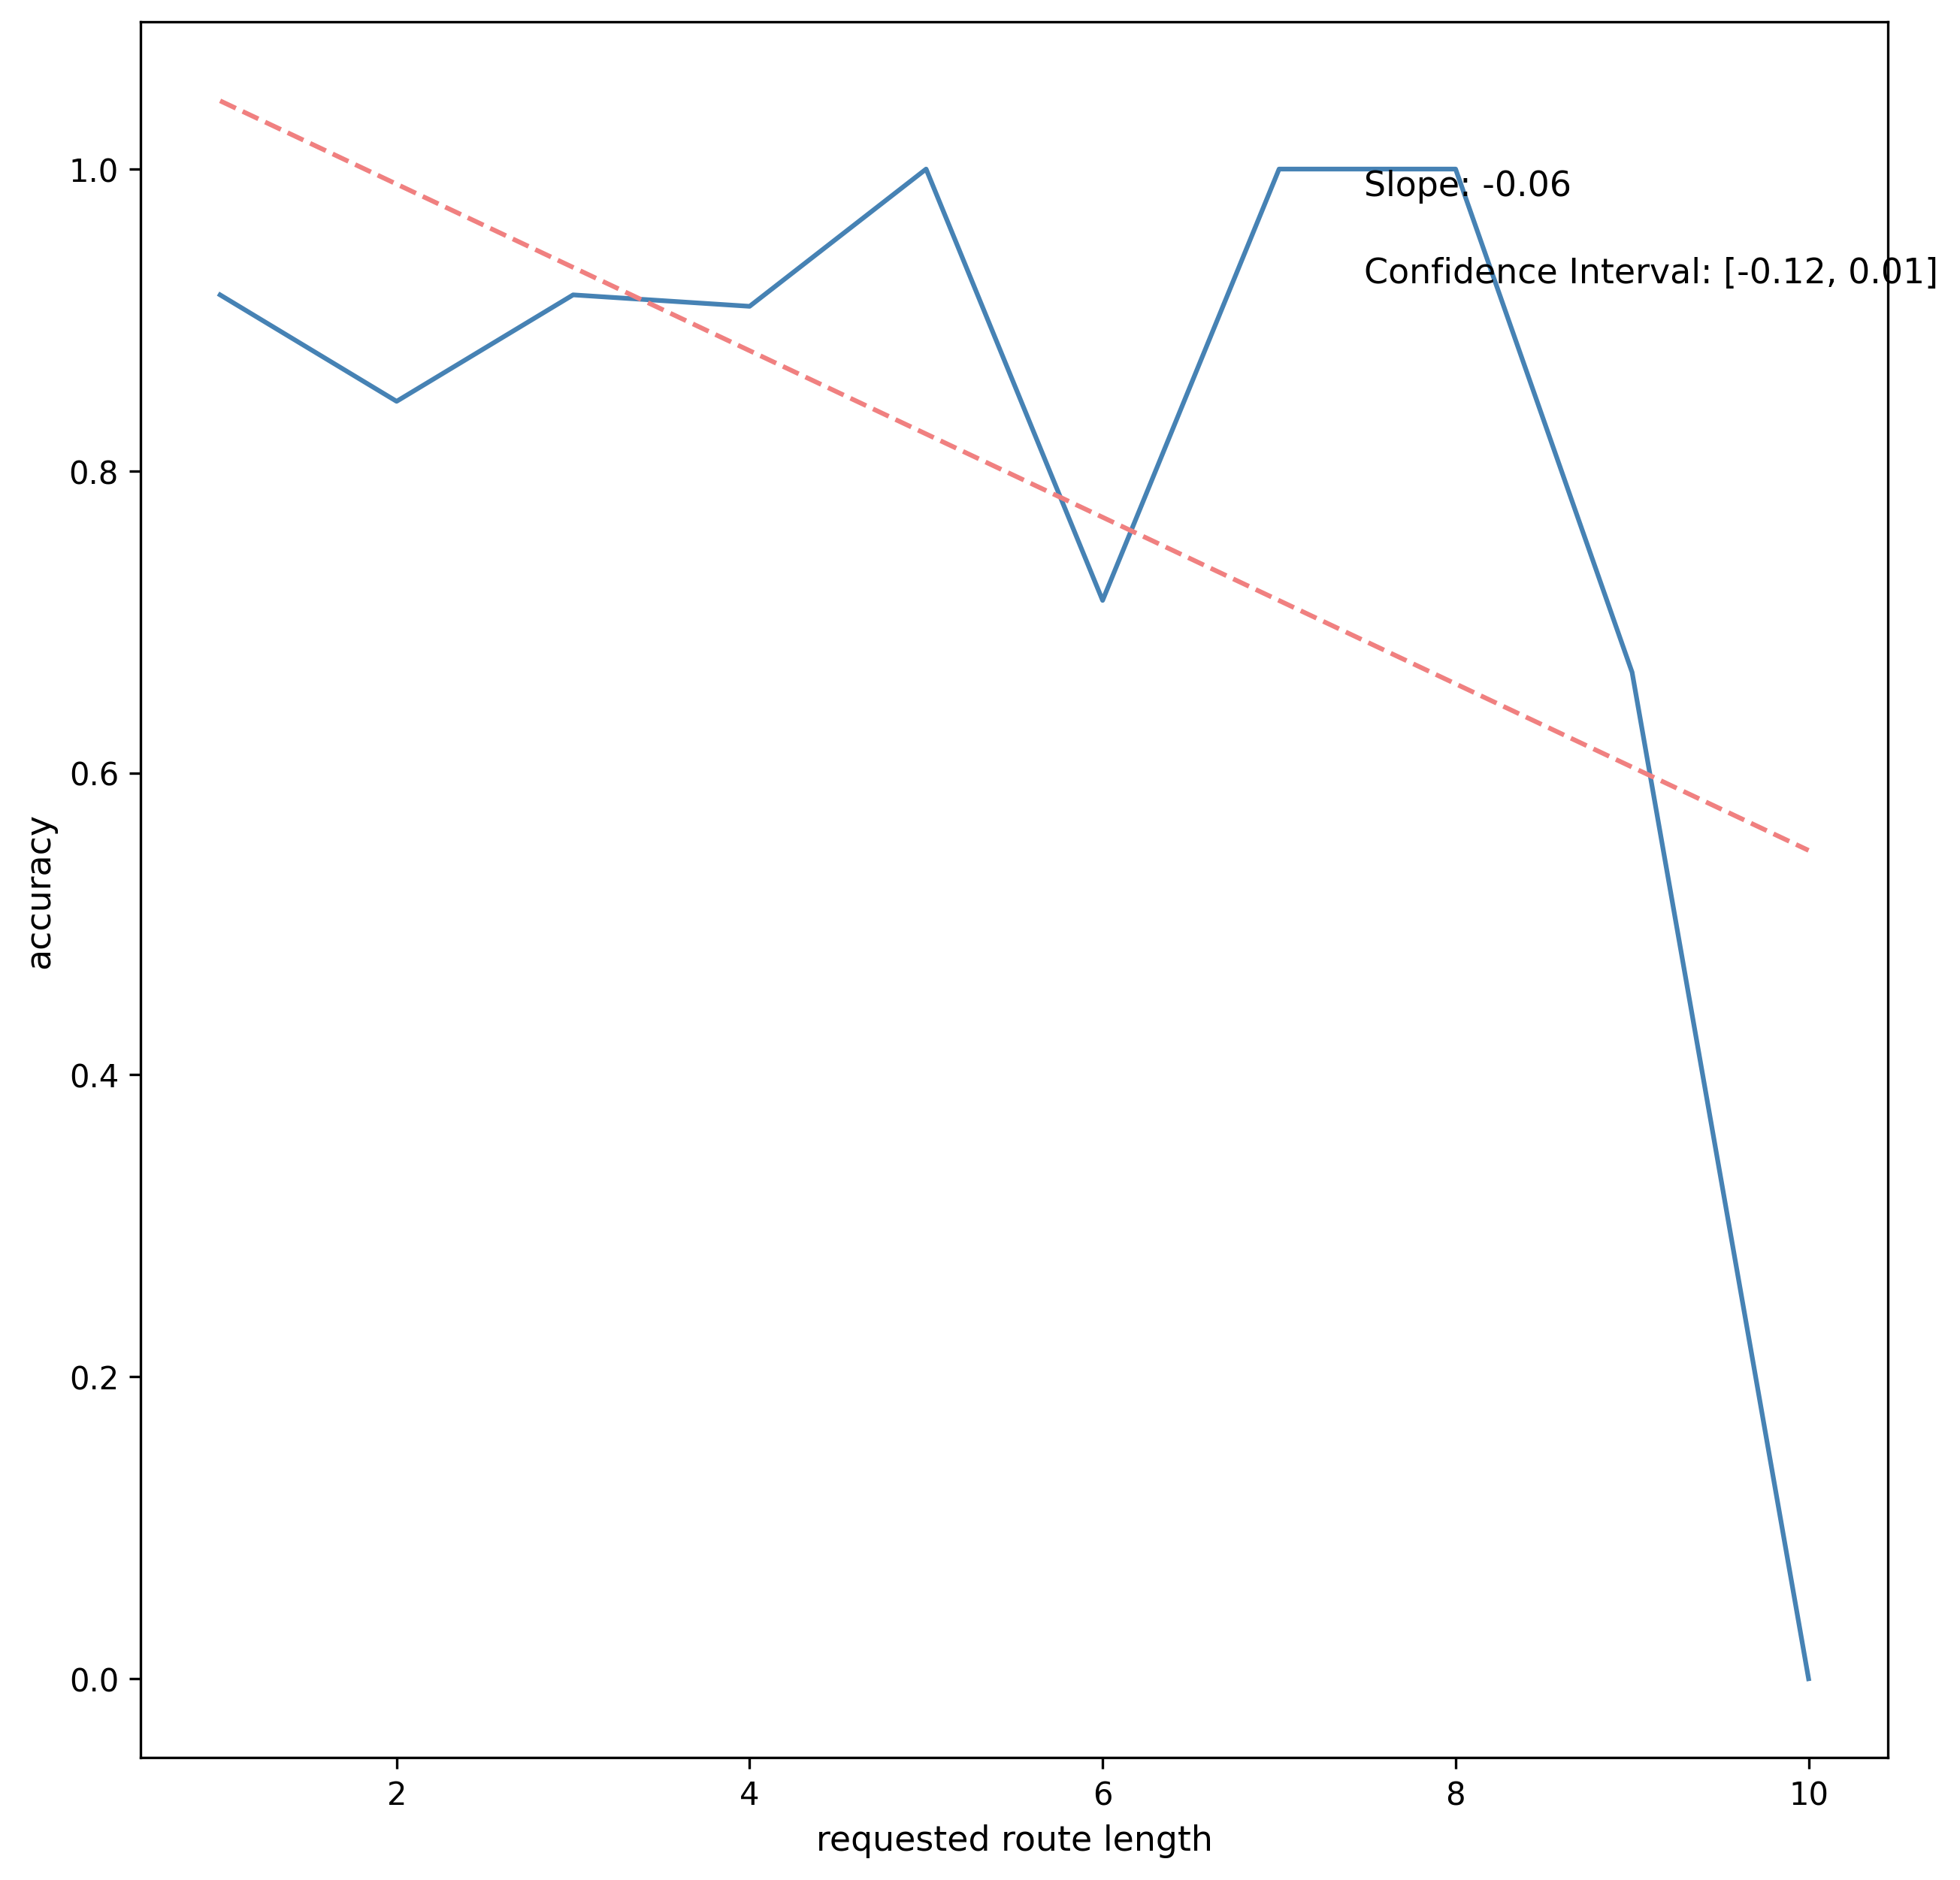 Slope: -0.06
Confidence Interval: [-0.12, 0.01]
1.0
0.8
0.6
0.4
0.2
0.0
accuracy
2 4 6 8 10
requested route length